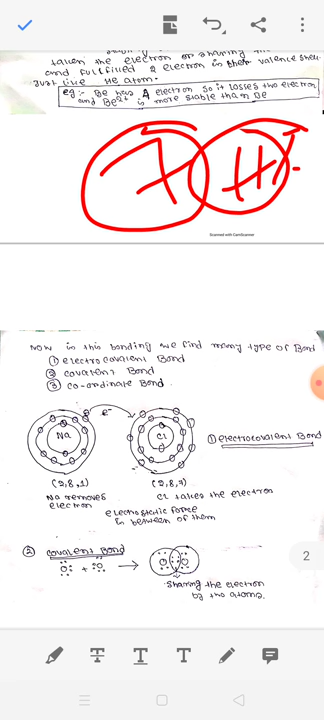 taken the electron or sharing the
and fulfilled 2 electron in their valence shell
Just like He atom.
eg:- Be has 4 electron so it losses two electron
and Be2+ is more stable than Be
7 H
Scanned with CamScanner
Now in this bonding we find many type of Bond
① electrocovalent Bond
② covalent Bond
③ co-ordinate Bond.
e-
Na
Cl
① electrocovalent Bond
(2,8,1)
(2,8,7)
Na removes
electron
Cl takes the electron
electrostatic force
in between of them
② covalent Bond
O + O
O O
sharing the electron
by two atoms.
2
T T T